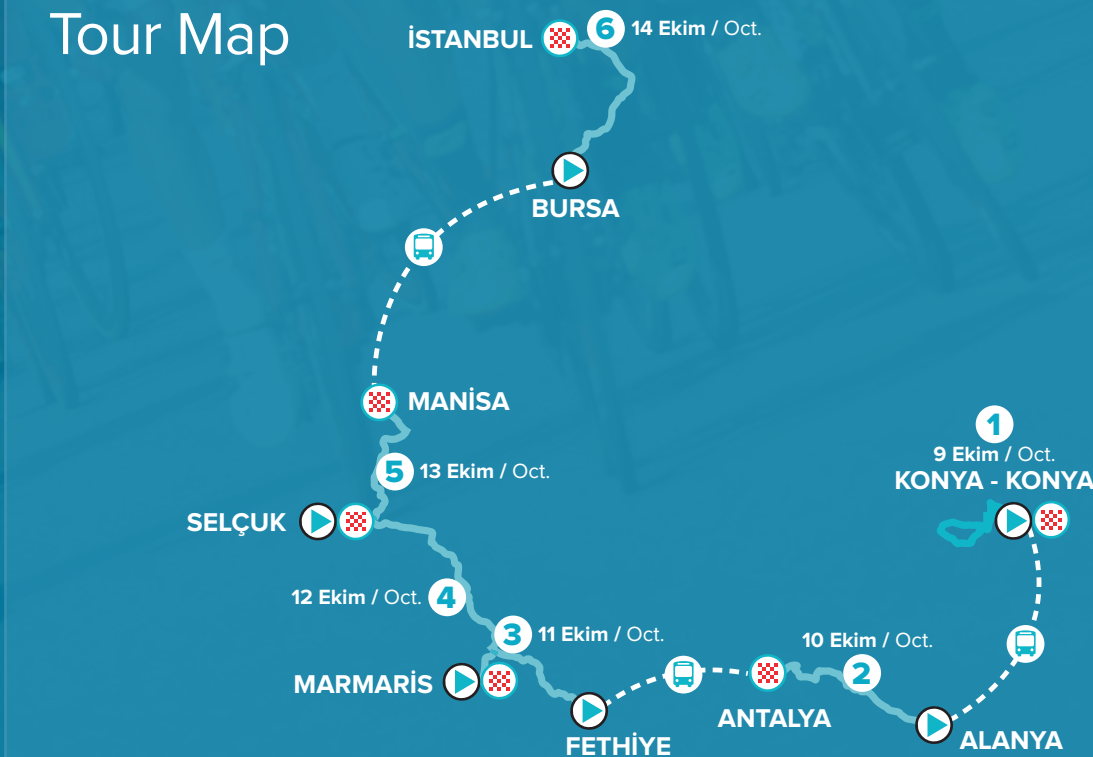 Tour Map
İSTANBUL
6
14 Ekim / Oct.
BURSA
MANİSA
5
13 Ekim / Oct.
1
9 Ekim / Oct.
KONYA - KONYA
SELÇUK
12 Ekim / Oct.
4
3
11 Ekim / Oct.
10 Ekim / Oct.
2
MARMARİS
ANTALYA
FETHİYE
ALANYA